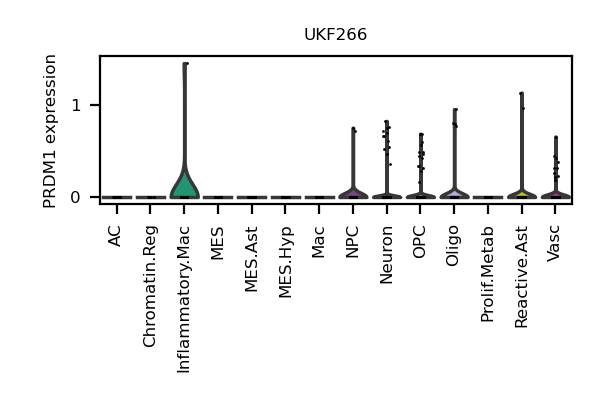 UKF266
PRDM1 expression
1
0
AC
Chromatin.Reg
Inflammatory.Mac
MES
MES.Ast
MES.Hyp
Mac
NPC
Neuron
OPC
Oligo
Prolif.Metab
Reactive.Ast
Vasc